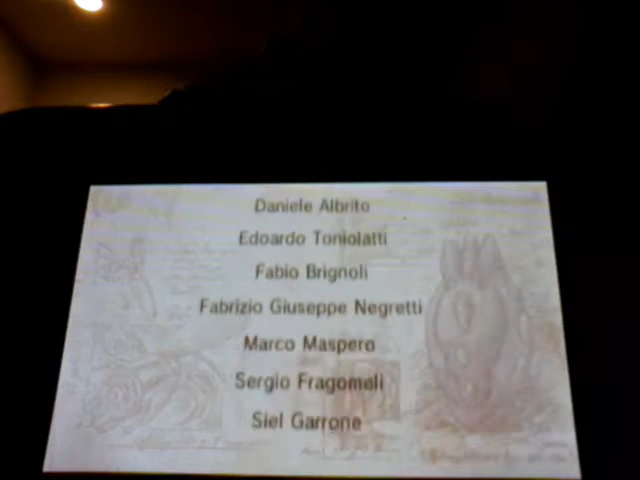 Daniele Albrito
Edoardo Toniolatti
Fabio Brignoli
Fabrizio Giuseppe Negretti
Marco Maspero
Sergio Fragomeli
Siel Garrone